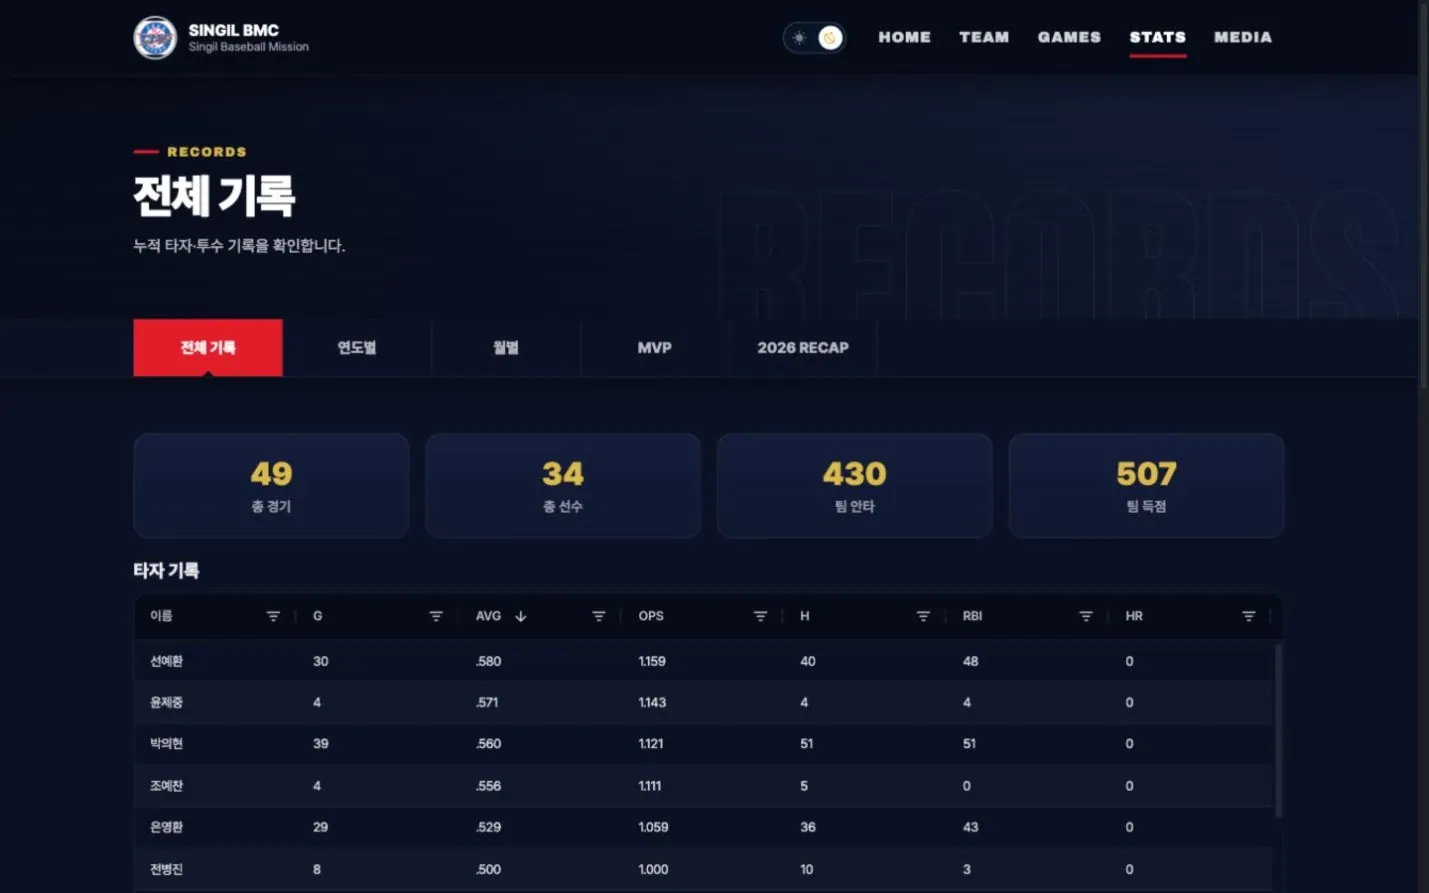 SINGIL BMC
Singil Baseball Mission
HOME TEAM GAMES STATS MEDIA
RECORDS
전체 기록
누적 타자·투수 기록을 확인합니다.
RECORDS
전체 기록 연도별 월별 MVP 2026 RECAP
49 34 430 507
총 경기 총 선수 팀 안타 팀 득점
타자 기록
이름 G AVG OPS H RBI HR
선예환 30 .580 1.159 40 48 0
윤제중 4 .571 1.143 4 4 0
박의현 39 .560 1.121 51 51 0
조예찬 4 .556 1.111 5 0 0
은영환 29 .529 1.059 36 43 0
전병진 8 .500 1.000 10 3 0